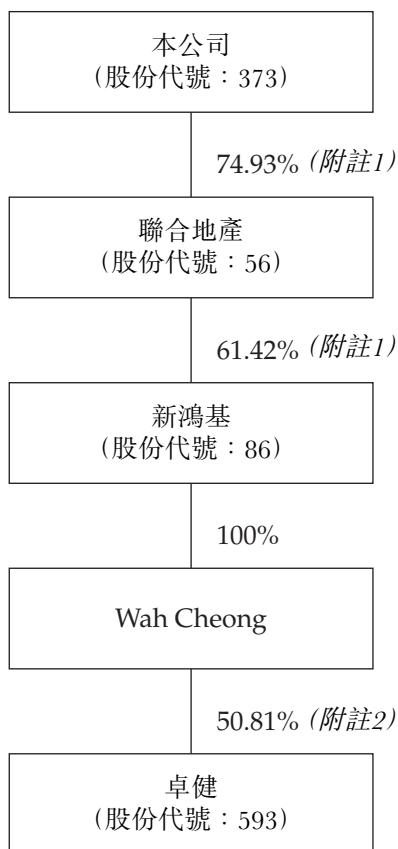 本公司
(股份代號：373)
74.93% (附註1)
聯合地產
(股份代號：56)
61.42% (附註1)
新鴻基
(股份代號：86)
100%
Wah Cheong
50.81% (附註2)
卓健
(股份代號：593)